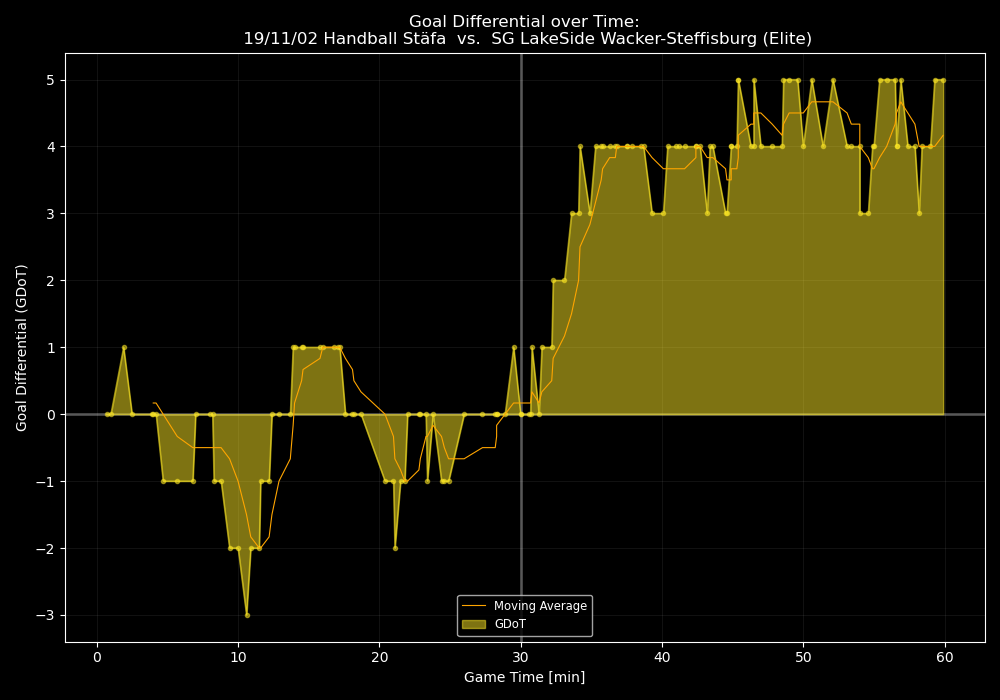 Goal Differential over Time:
19/11/02 Handball Stäfa  vs.  SG LakeSide Wacker-Steffisburg (Elite)
Goal Differential (GDoT)
5
4
3
2
1
0
−1
−2
−3
0
10
20
30
40
50
60
Game Time [min]
Moving Average
GDoT